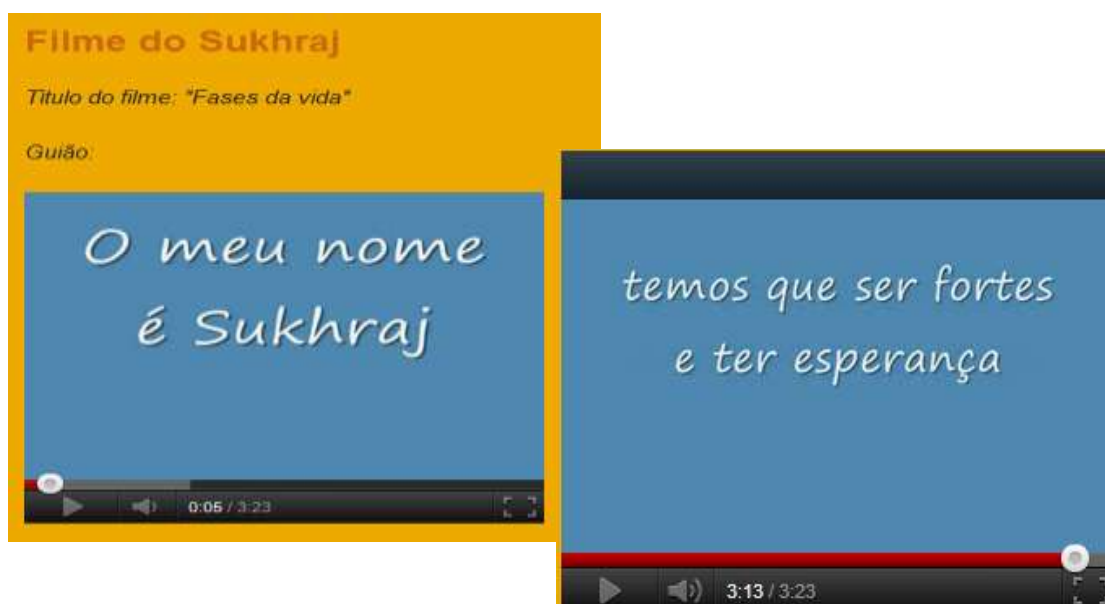 Filme do Sukhraj
Título do filme: "Fases da vida"
Guião:
O meu nome
é Sukhraj
0:05 / 3:23
temos que ser fortes
e ter esperança
3:13 / 3:23